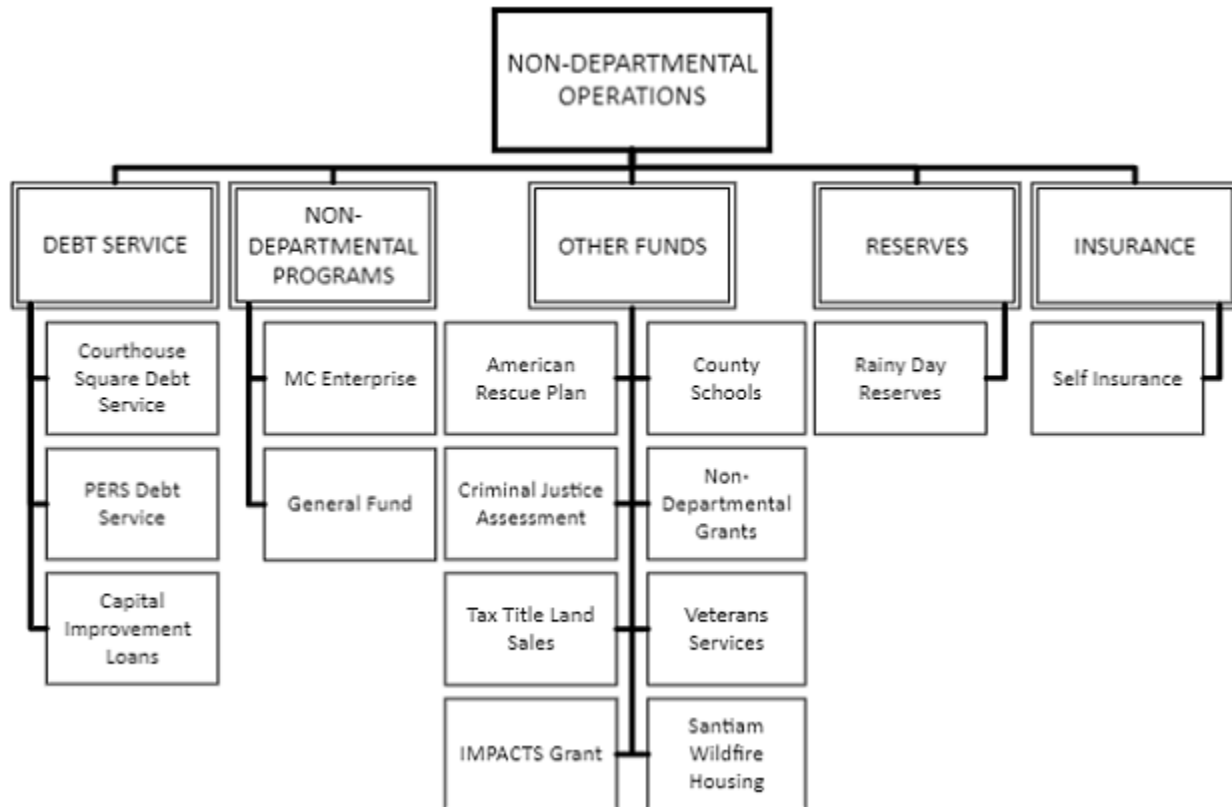 NON-DEPARTMENTAL
OPERATIONS
DEBT SERVICE
NON-
DEPARTMENTAL
PROGRAMS
OTHER FUNDS
RESERVES
INSURANCE
Courthouse
Square Debt
Service
PERS Debt
Service
Capital
Improvement
Loans
MC Enterprise
General Fund
American
Rescue Plan
County
Schools
Criminal Justice
Assessment
Non-
Departmental
Grants
Tax Title Land
Sales
Veterans
Services
IMPACTS Grant
Santiam
Wildfire
Housing
Rainy Day
Reserves
Self Insurance